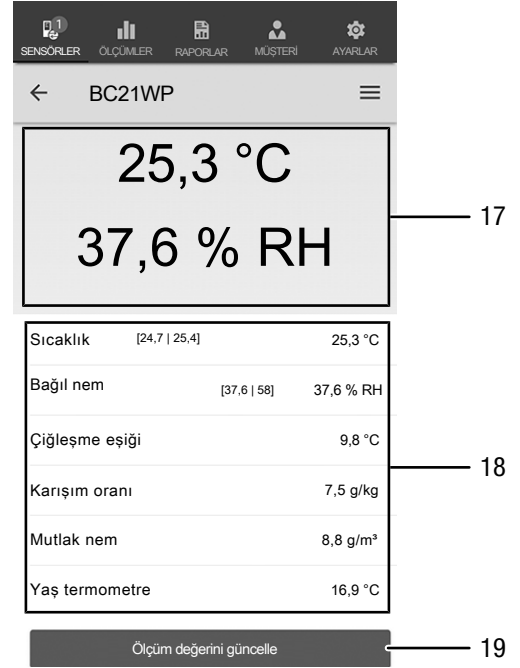 1
SENSÖRLER ÖLÇÜMLER RAPORLAR MÜŞTERİ AYARLAR
BC21WP
25,3 °C
37,6 % RH
17
Sıcaklık [24,7 | 25,4] 25,3 °C
Bağıl nem [37,6 | 58] 37,6 % RH
Çiğleşme eşiği 9,8 °C
18
Karışım oranı 7,5 g/kg
Mutlak nem 8,8 g/m³
Yaş termometre 16,9 °C
Ölçüm değerini güncelle 19